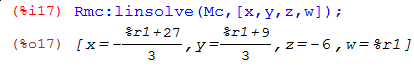 (%i17) Rmc:linsolve(Mc,[x,y,z,w]);
(%o17) [x=-(%r1+27)/3,y=(%r1+9)/3,z=-6,w=%r1]